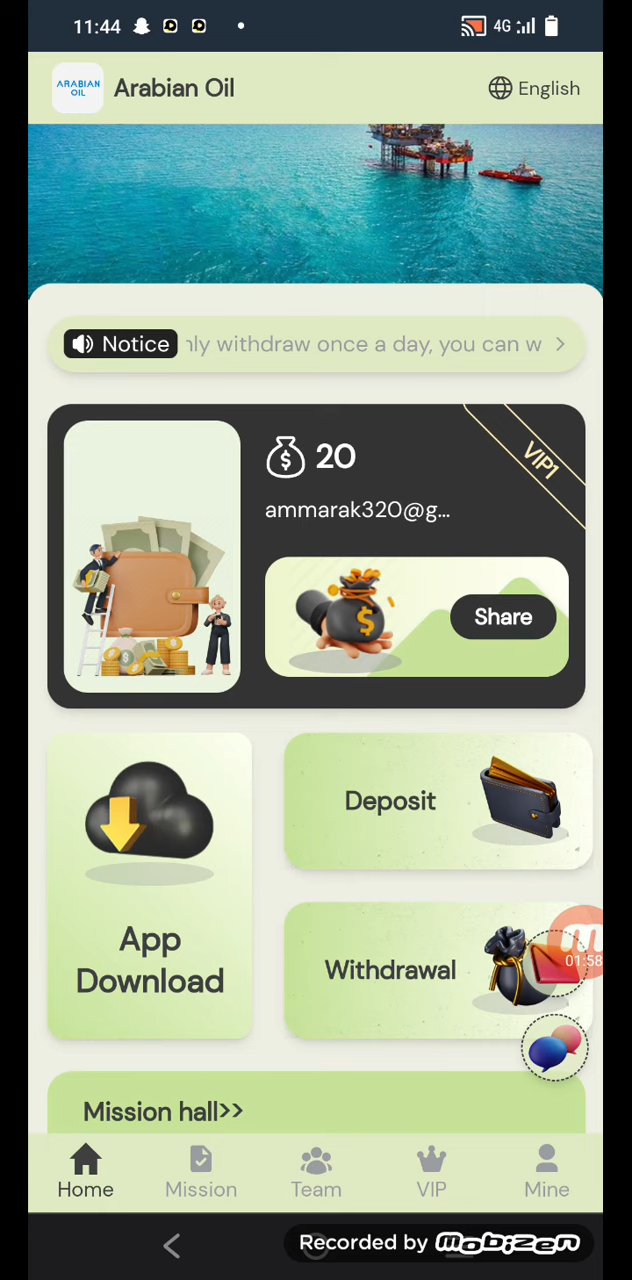 11:44
4G
ARABIAN
OIL
Arabian Oil
English
Notice
withdraw once a day, you can w
20
VIP1
ammarak320@g...
Share
Deposit
App
Download
Withdrawal
01:58
Mission hall>>
Home
Mission
Team
VIP
Mine
Recorded by mobizen